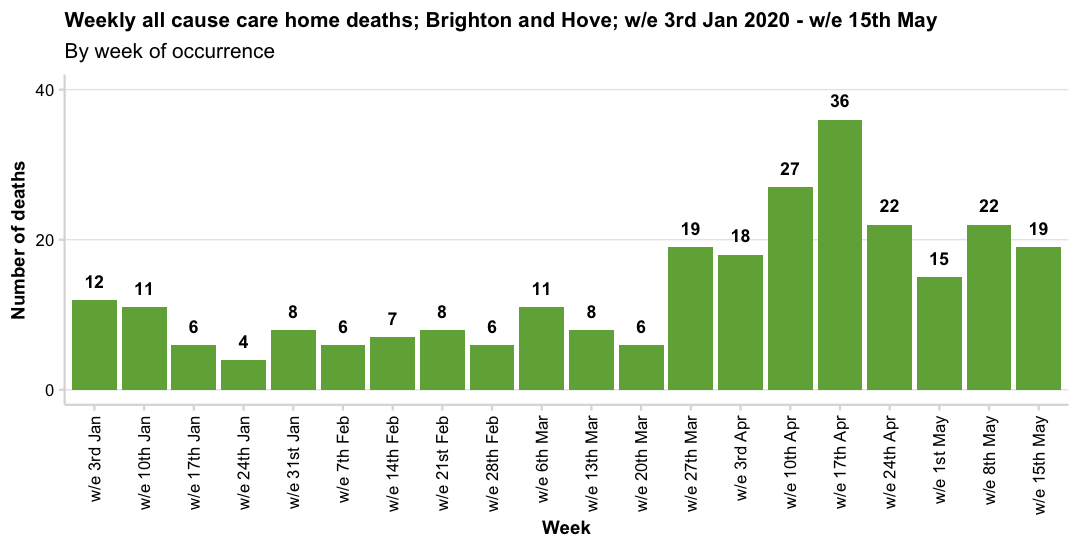 Weekly all cause care home deaths; Brighton and Hove; w/e 3rd Jan 2020 - w/e 15th May
By week of occurrence
Number of deaths
40
20
0
12
11
6
4
8
6
7
8
6
11
8
6
19
18
27
36
22
15
22
19
w/e 3rd Jan
w/e 10th Jan
w/e 17th Jan
w/e 24th Jan
w/e 31st Jan
w/e 7th Feb
w/e 14th Feb
w/e 21st Feb
w/e 28th Feb
w/e 6th Mar
w/e 13th Mar
w/e 20th Mar
w/e 27th Mar
w/e 3rd Apr
w/e 10th Apr
w/e 17th Apr
w/e 24th Apr
w/e 1st May
w/e 8th May
w/e 15th May
Week